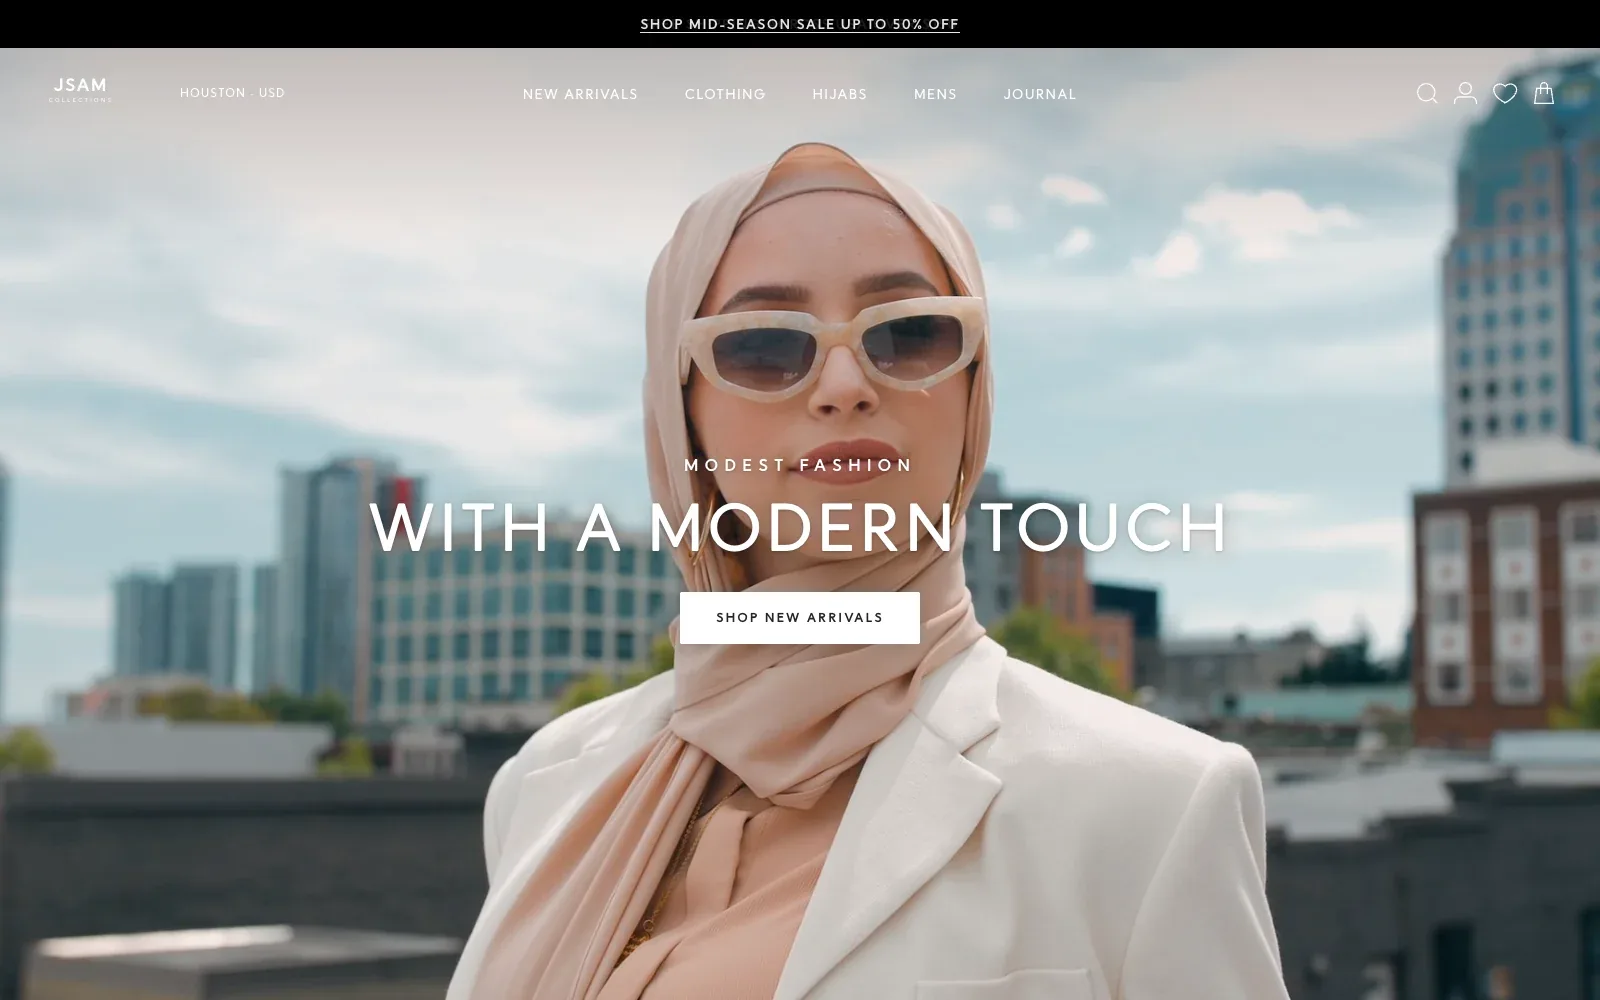 SHOP MID-SEASON SALE UP TO 50% OFF
JSAM
COLLECTIONS
HOUSTON · USD
NEW ARRIVALS
CLOTHING
HIJABS
MENS
JOURNAL
MODEST FASHION
WITH A MODERN TOUCH
SHOP NEW ARRIVALS